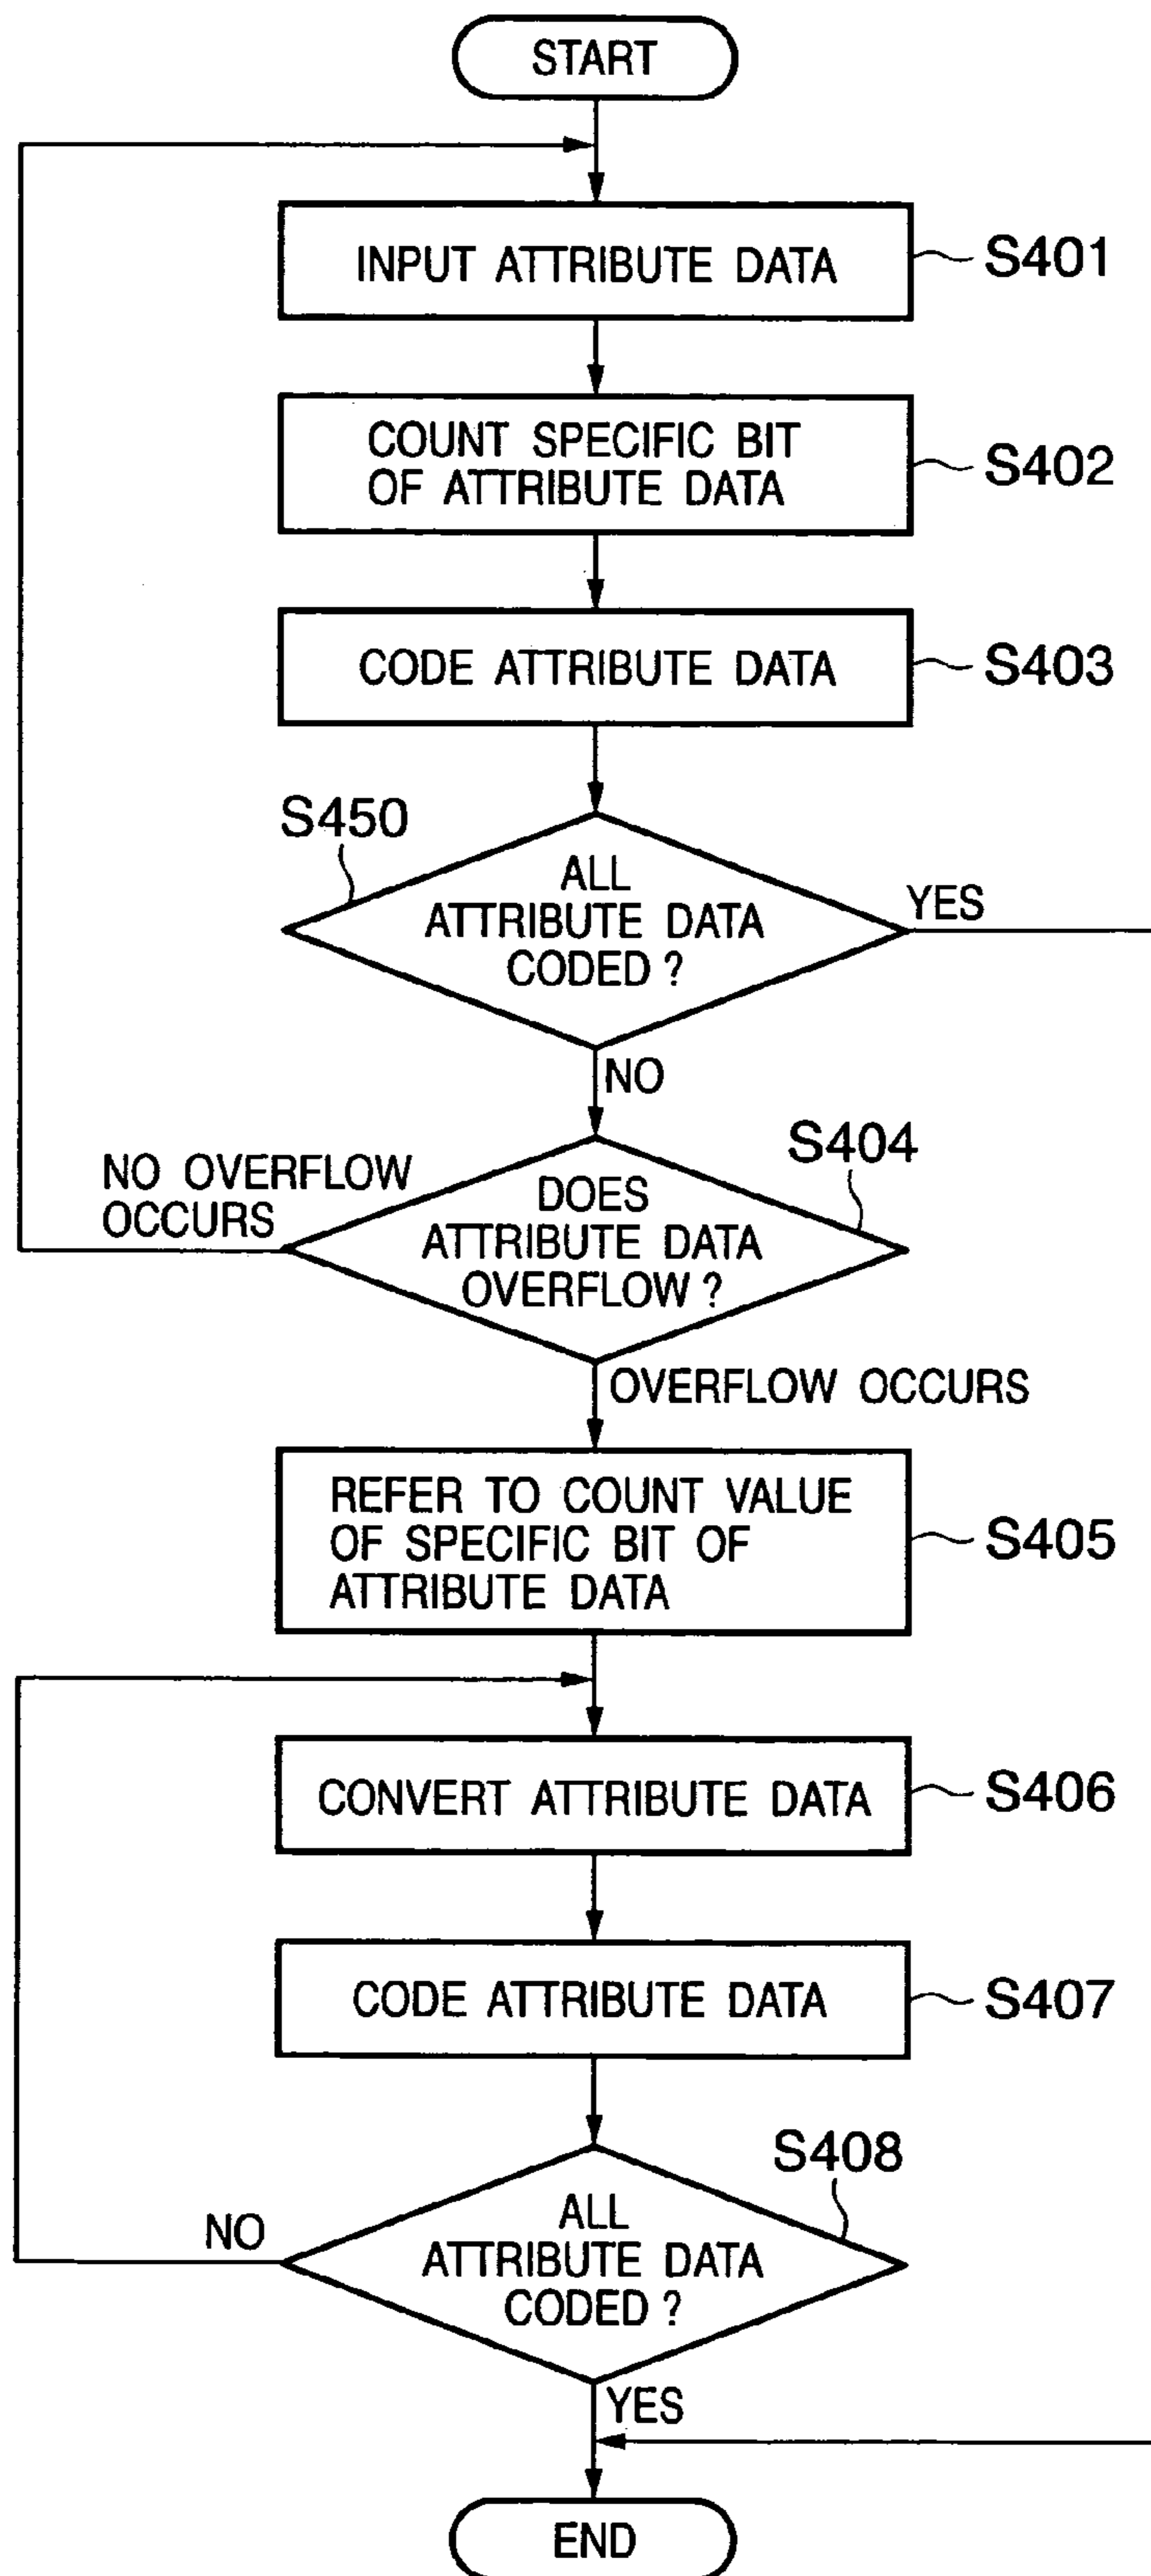 START
INPUT ATTRIBUTE DATA
S401
COUNT SPECIFIC BIT
OF ATTRIBUTE DATA
S402
CODE ATTRIBUTE DATA
S403
S450
ALL
ATTRIBUTE DATA
CODED ?
YES
NO
S404
NO OVERFLOW
OCCURS
DOES
ATTRIBUTE DATA
OVERFLOW ?
OVERFLOW OCCURS
REFER TO COUNT VALUE
OF SPECIFIC BIT OF
ATTRIBUTE DATA
S405
CONVERT ATTRIBUTE DATA
S406
CODE ATTRIBUTE DATA
S407
S408
NO
ALL
ATTRIBUTE DATA
CODED ?
YES
END